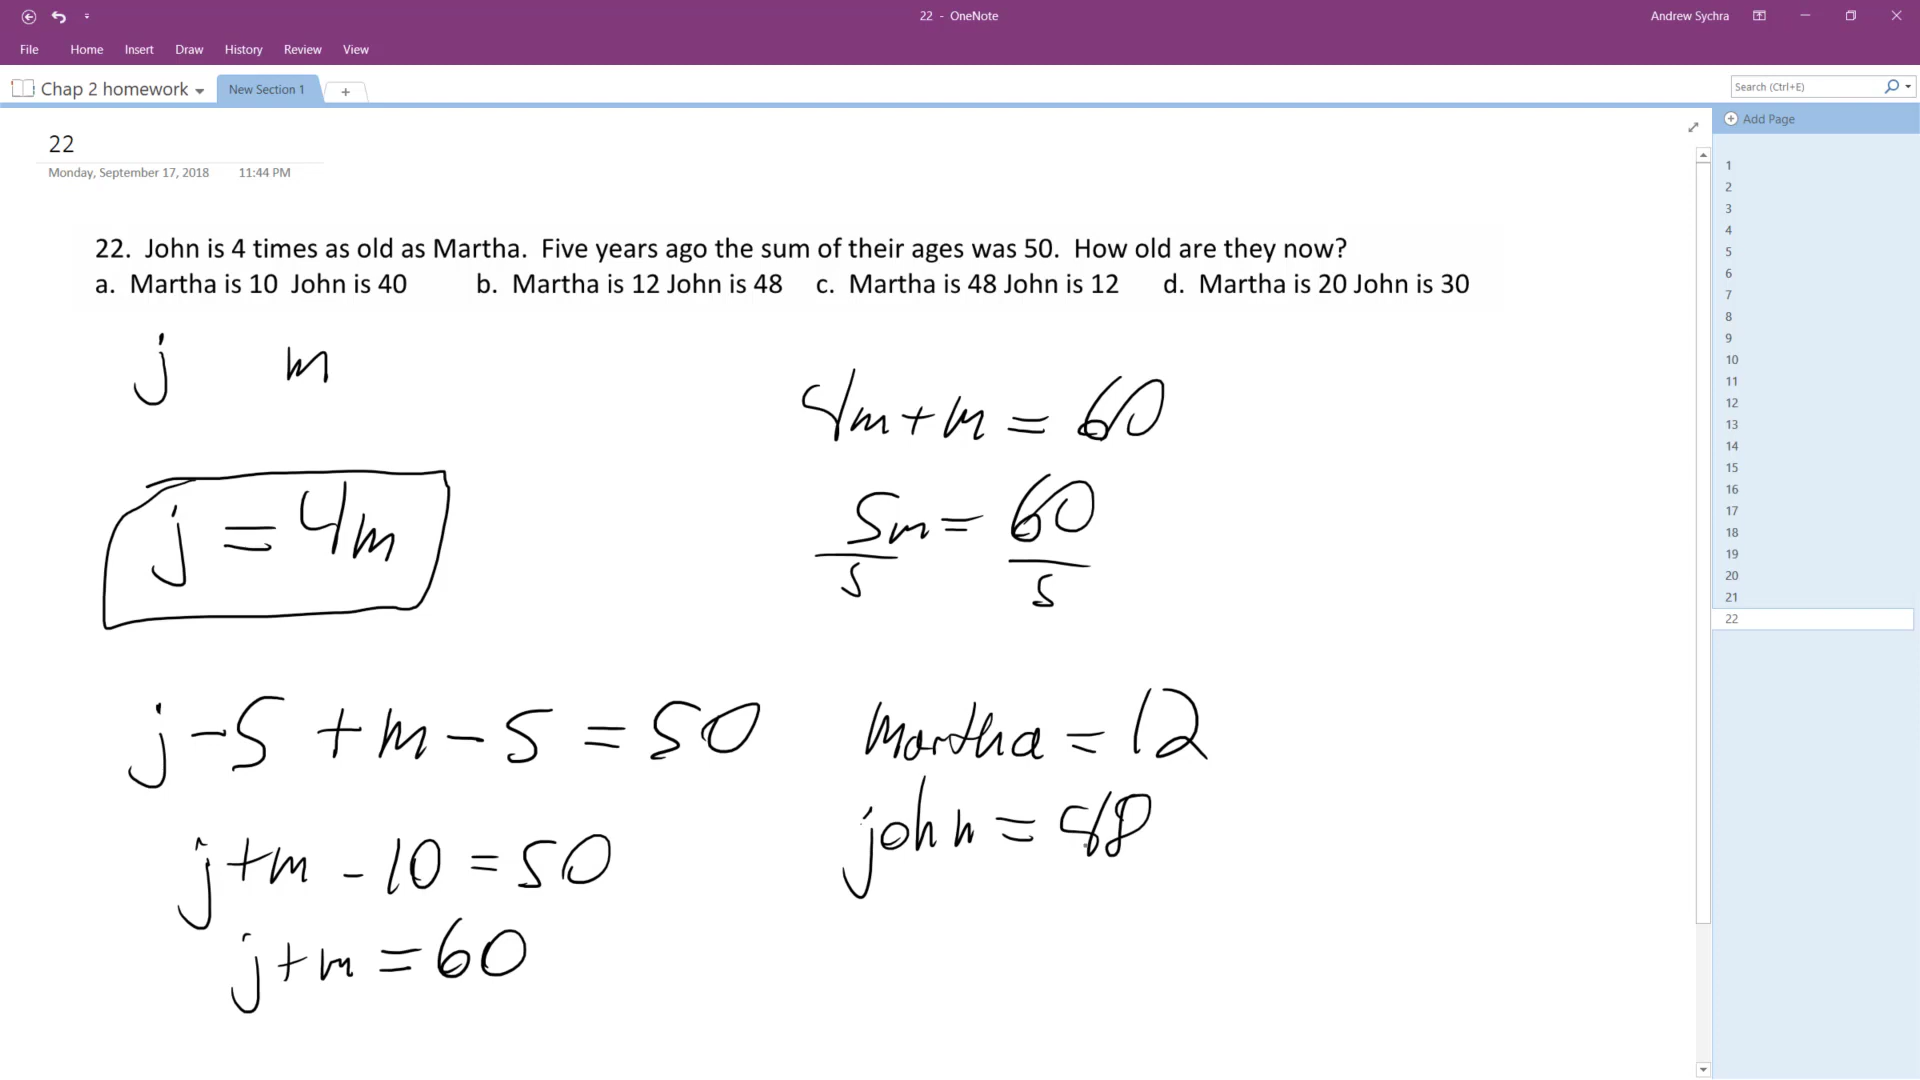 22 - OneNote
Andrew Sychra
File Home Insert Draw History Review View
Chap 2 homework
New Section 1
+
Search (Ctrl+E)
Add Page
22
Monday, September 17, 2018 11:44 PM
22. John is 4 times as old as Martha. Five years ago the sum of their ages was 50. How old are they now?
a. Martha is 10 John is 40 b. Martha is 12 John is 48 c. Martha is 48 John is 12 d. Martha is 20 John is 30
j m
j = 4m
j - 5 + m - 5 = 50
j + m - 10 = 50
j + m = 60
4m + m = 60
5m = 60
5 5
martha = 12
john = 48
1
2
3
4
5
6
7
8
9
10
11
12
13
14
15
16
17
18
19
20
21
22